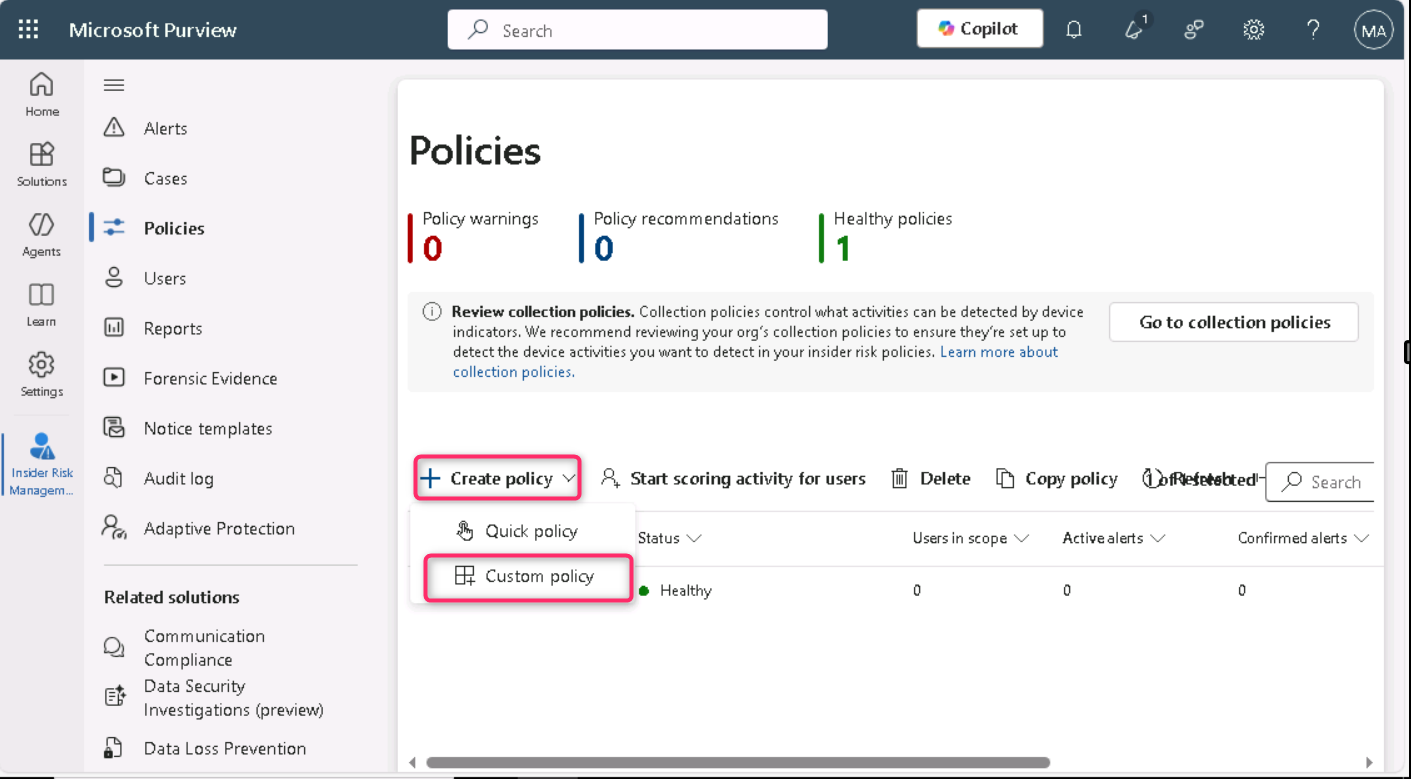 Microsoft Purview
Search
Copilot
1
MA
Home
Solutions
Agents
Learn
Settings
Insider Risk
Managem...
Alerts
Cases
Policies
Users
Reports
Forensic Evidence
Notice templates
Audit log
Adaptive Protection
Related solutions
Communication
Compliance
Data Security
Investigations (preview)
Data Loss Prevention
Policies
Policy warnings
0
Policy recommendations
0
Healthy policies
1
Review collection policies. Collection policies control what activities can be detected by device
indicators. We recommend reviewing your org's collection policies to ensure they're set up to
detect the device activities you want to detect in your insider risk policies. Learn more about
collection policies.
Go to collection policies
Create policy
Start scoring activity for users
Delete
Copy policy
Refresh
1 of 1 selected
Search
Quick policy
Custom policy
Status
Users in scope
Active alerts
Confirmed alerts
Healthy
0
0
0